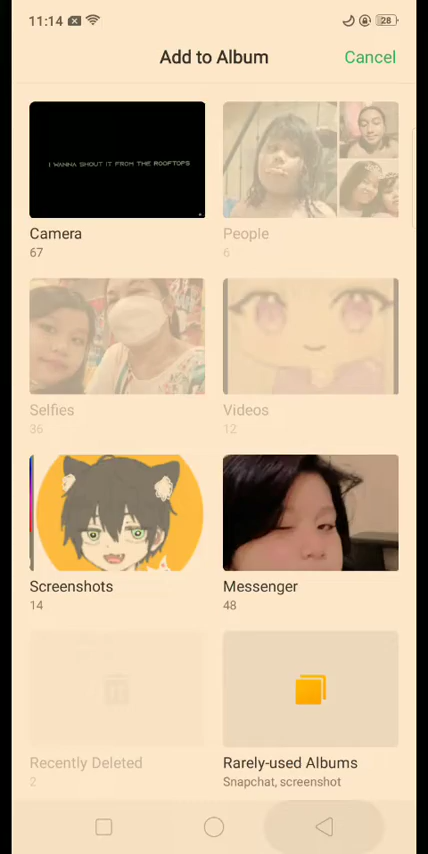 11:14
28
Add to Album
Cancel
I WANNA SHOUT IT FROM THE ROOFTOPS
Camera
67
People
6
Selfies
36
Videos
12
Screenshots
14
Messenger
48
Recently Deleted
2
Rarely-used Albums
Snapchat, screenshot